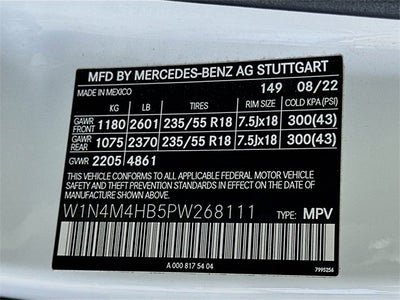 MFD BY MERCEDES-BENZ AG STUTTGART
MADE IN MEXICO 149 08/22
KG LB TIRES RIM SIZE COLD KPA (PSI)
GAWR FRONT 1180 2601 235/55 R18 7.5Jx18 300(43)
GAWR REAR 1075 2370 235/55 R18 7.5Jx18 300(43)
GVWR 2205 4861
THIS VEHICLE CONFORMS TO ALL APPLICABLE FEDERAL MOTOR VEHICLE
SAFETY AND THEFT PREVENTION STANDARDS IN EFFECT ON THE DATE
OF MANUFACTURE SHOWN ABOVE.
W1N4M4HB5PW268111 TYPE: MPV
A 000 817 54 04
7995256